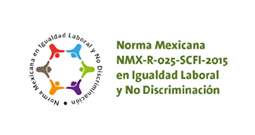 Norma Mexicana en Igualdad Laboral y No Discriminación •
Norma Mexicana
NMX-R-025-SCFI-2015
en Igualdad Laboral
y No Discriminación